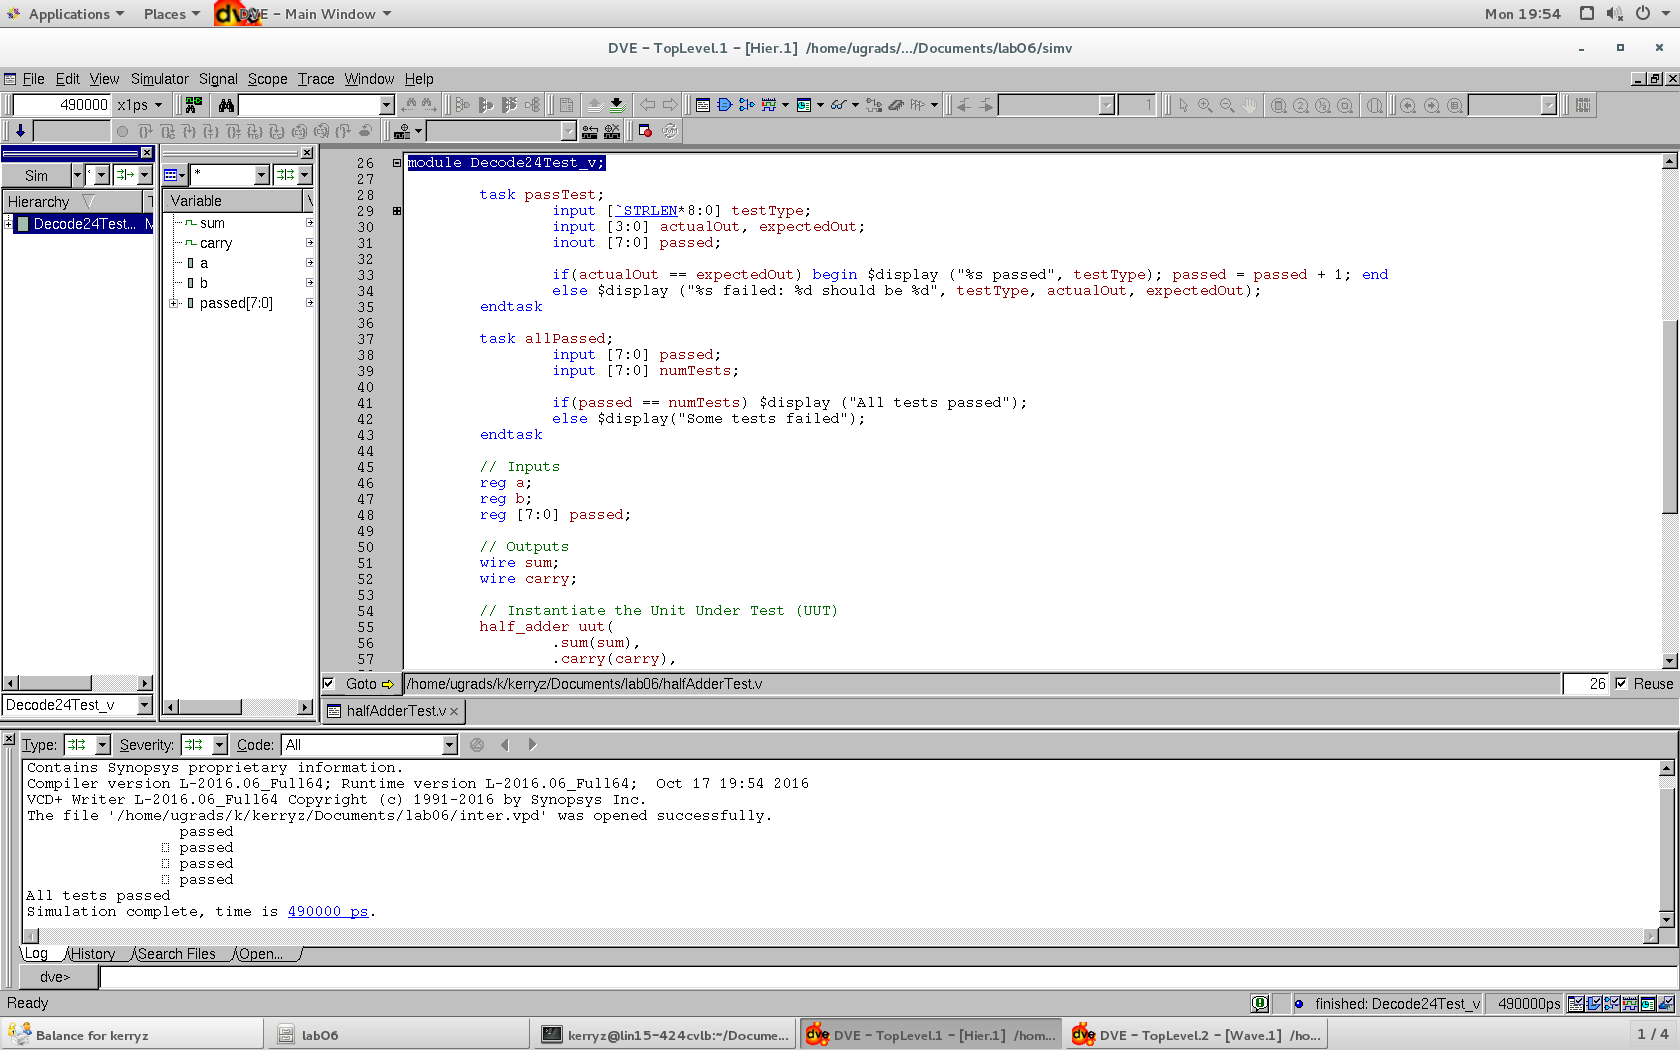 Applications Places DVE - Main Window Mon 19:54
DVE - TopLevel.1 - [Hier.1] /home/ugrads/.../Documents/lab06/simv
File Edit View Simulator Signal Scope Trace Window Help
490000 x1ps 1
Sim * 
Hierarchy
Decode24Test...
Decode24Test_v
*
Variable
sum
carry
a
b
passed[7:0]
26 module Decode24Test_v;
27
28 task passTest;
29 input [`STRLEN*8:0] testType;
30 input [3:0] actualOut, expectedOut;
31 inout [7:0] passed;
32
33 if(actualOut == expectedOut) begin $display ("%s passed", testType); passed = passed + 1; end
34 else $display ("%s failed: %d should be %d", testType, actualOut, expectedOut);
35 endtask
36
37 task allPassed;
38 input [7:0] passed;
39 input [7:0] numTests;
40
41 if(passed == numTests) $display ("All tests passed");
42 else $display("Some tests failed");
43 endtask
44
45 // Inputs
46 reg a;
47 reg b;
48 reg [7:0] passed;
49
50 // Outputs
51 wire sum;
52 wire carry;
53
54 // Instantiate the Unit Under Test (UUT)
55 half_adder uut(
56 .sum(sum),
57 .carry(carry),
Goto /home/ugrads/k/kerryz/Documents/lab06/halfAdderTest.v 26 Reuse
halfAdderTest.v
Type: Severity: Code: All
Contains Synopsys proprietary information.
Compiler version L-2016.06_Full64; Runtime version L-2016.06_Full64; Oct 17 19:54 2016
VCD+ Writer L-2016.06_Full64 Copyright (c) 1991-2016 by Synopsys Inc.
The file '/home/ugrads/k/kerryz/Documents/lab06/inter.vpd' was opened successfully.
passed
passed
passed
passed
All tests passed
Simulation complete, time is 490000 ps.
Log History Search Files Open...
dve>
Ready finished: Decode24Test_v 490000ps
Balance for kerryz lab06 kerryz@lin15-424cvlb:~/Docume... DVE - TopLevel.1 - [Hier.1] /hom... DVE - TopLevel.2 - [Wave.1] /ho... 1 / 4